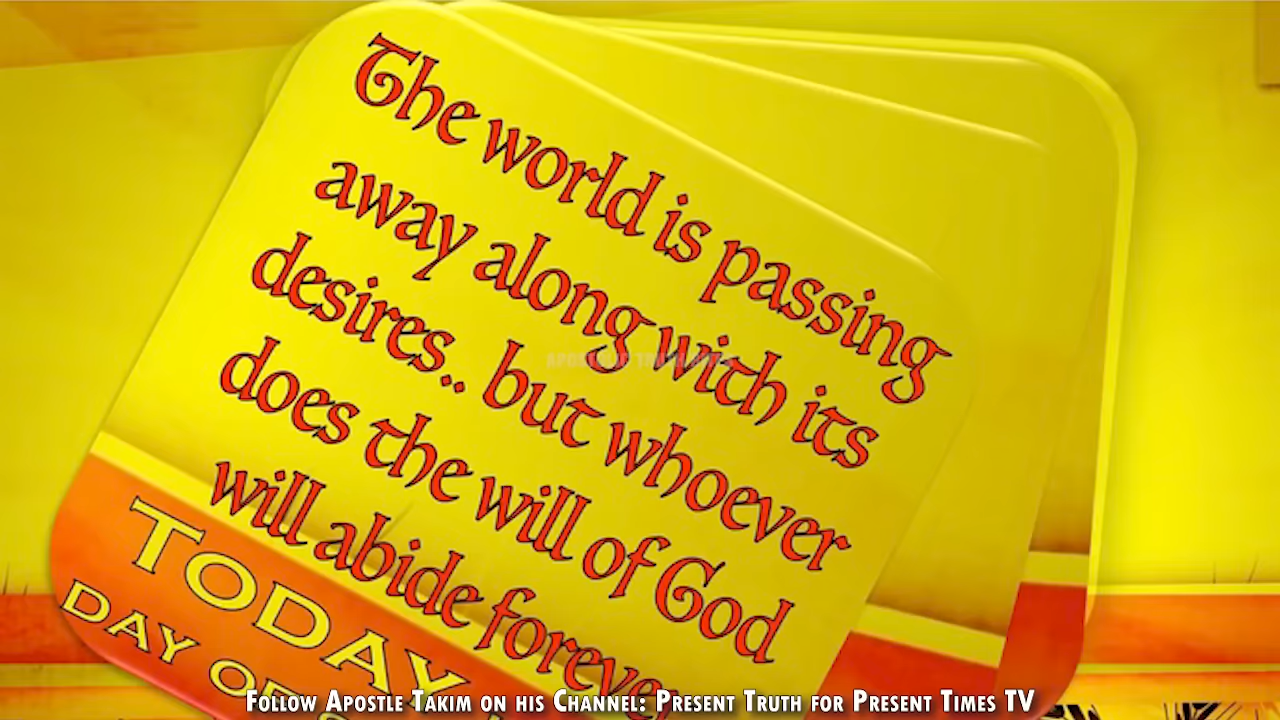 The world is passing
away along with its
desires.. but whoever
does the will of God
will abide forever
TODAY
DAY OF
Follow Apostle Takim on his Channel: Present Truth for Present Times TV